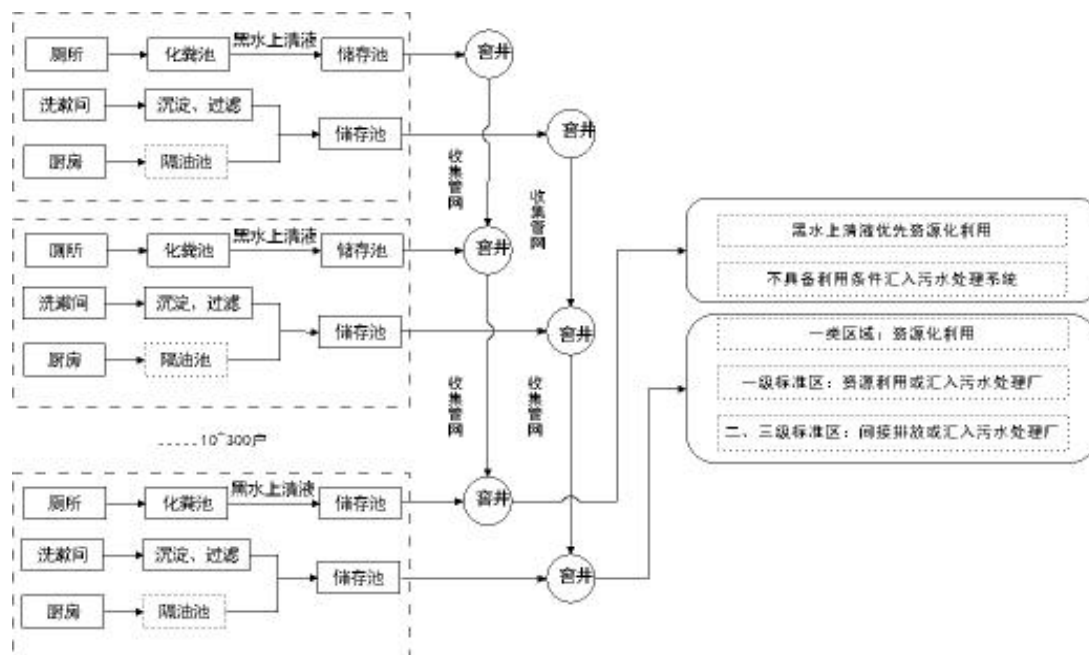 厕所
化粪池
黑水上清液
储存池
窖井
洗漱间
沉淀、过滤
储存池
窖井
厨房
隔油池
收集管网
收集管网
厕所
化粪池
黑水上清液
储存池
窖井
洗漱间
沉淀，过滤
储存池
窖井
厨房
隔油池
收集管网
收集管网
......10~300户
厕所
化粪池
黑水上清液
储存池
窖井
洗漱间
沉淀、过滤
储存池
窖井
厨房
隔油池
黑水上清液优先资源化利用
不具备利用条件汇入污水处理系统
一类区域：资源化利用
一级标准区：资源利用或汇入污水处理厂
二、三级标准区：间接排放或汇入污水处理厂